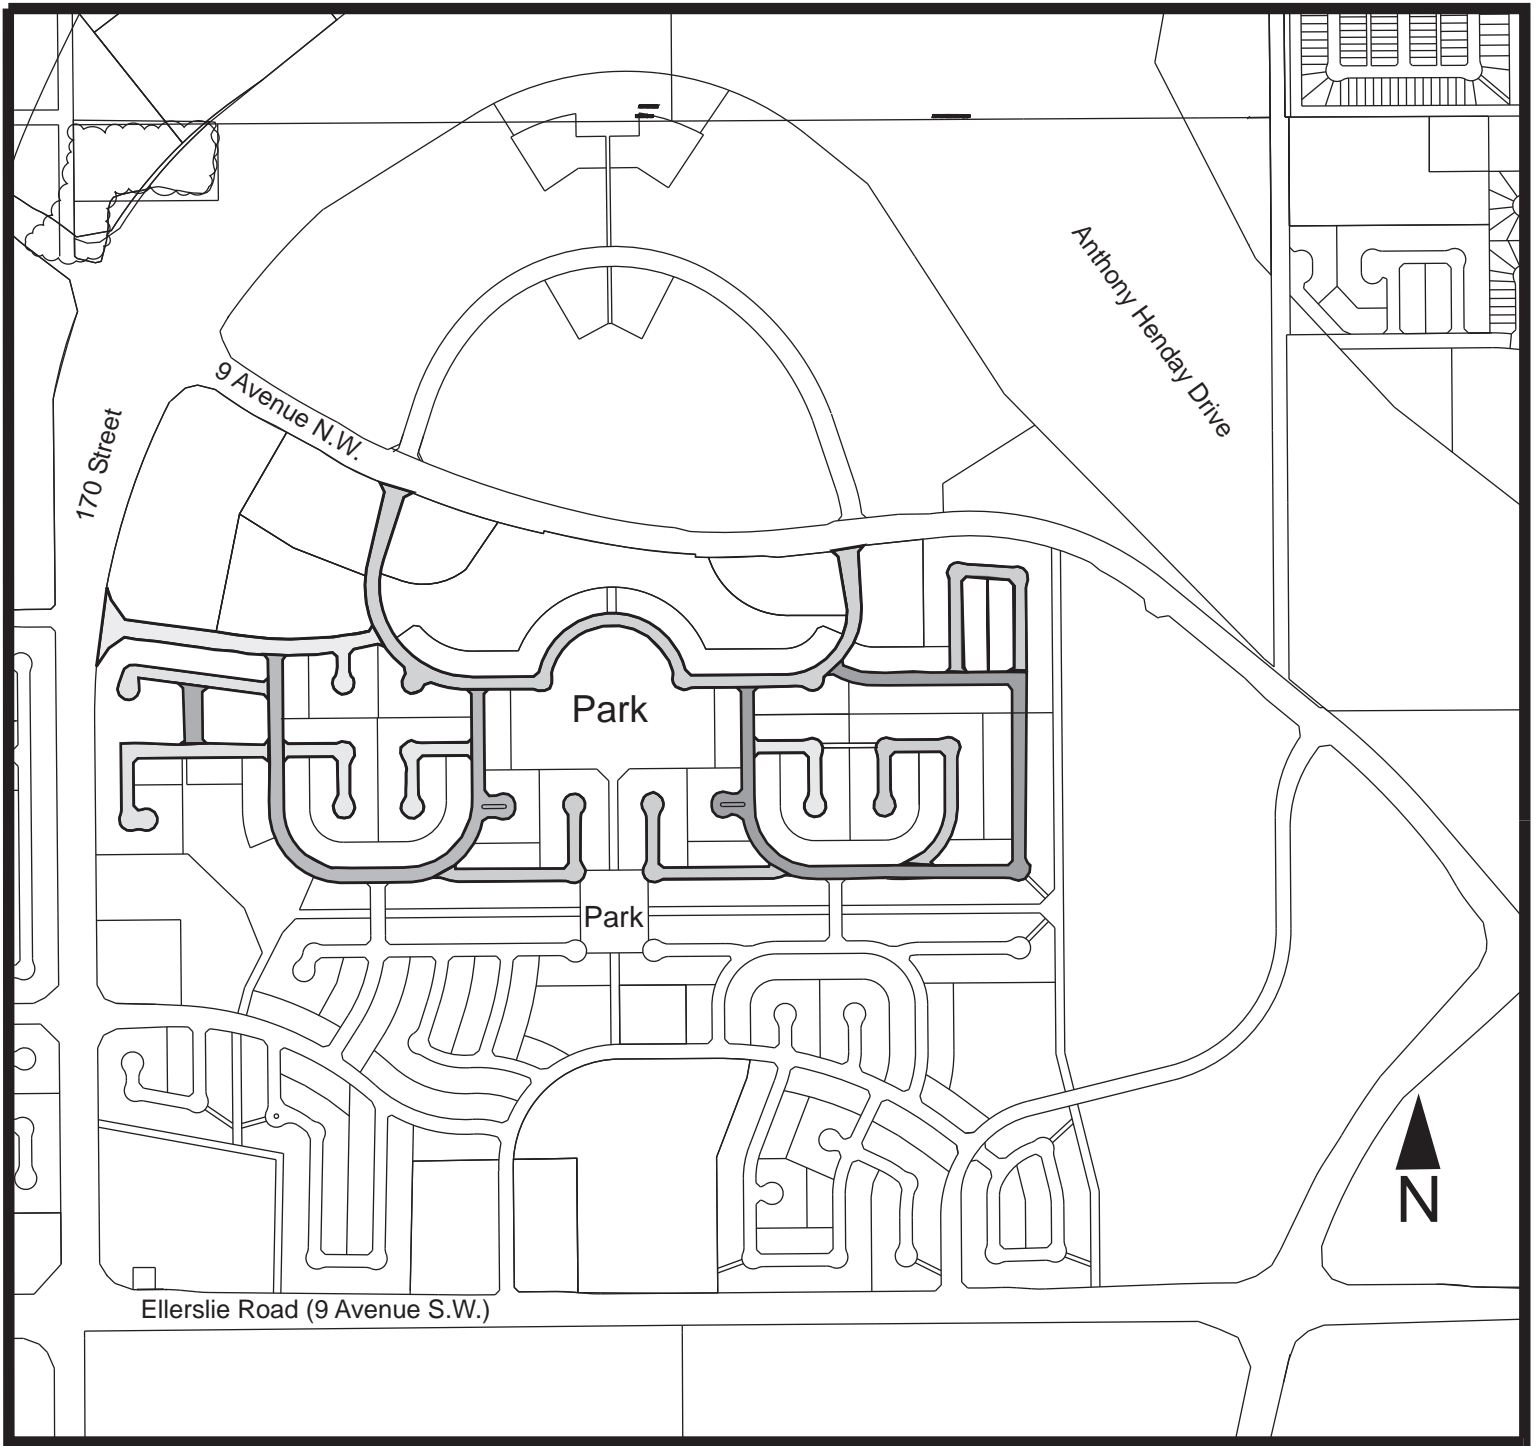 Anthony Henday Drive
9 Avenue N.W.
170 Street
Park
Park
N
Ellerslie Road (9 Avenue S.W.)